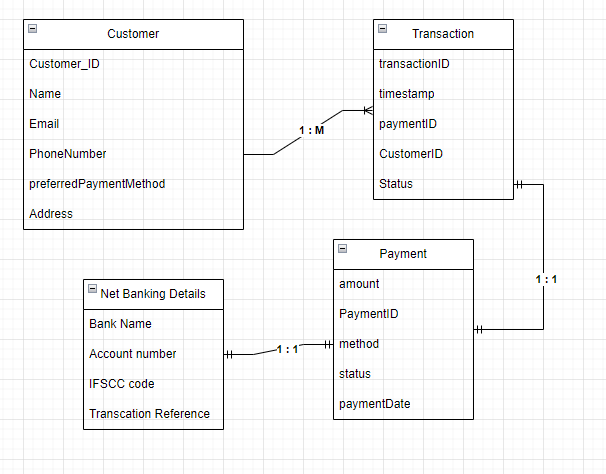 Customer
Customer_ID
Name
Email
PhoneNumber
preferredPaymentMethod
Address
1 : M
Transaction
transactionID
timestamp
paymentID
CustomerID
Status
1 : 1
Payment
amount
PaymentID
method
status
paymentDate
1 : 1
Net Banking Details
Bank Name
Account number
IFSCC code
Transcation Reference